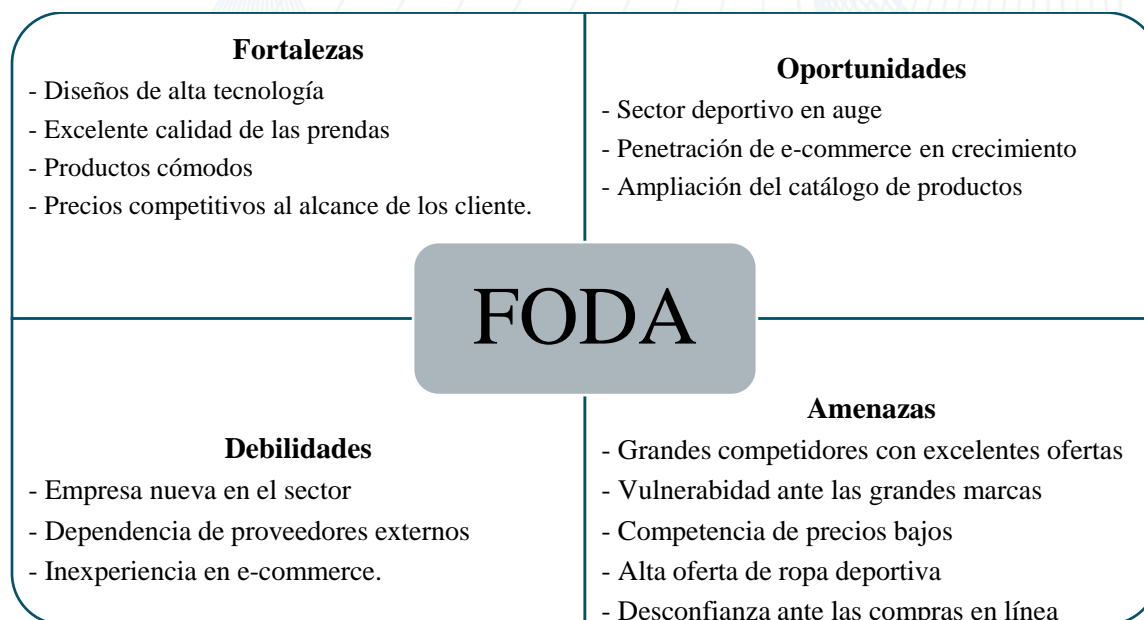 Fortalezas
- Diseños de alta tecnología
- Excelente calidad de las prendas
- Productos cómodos
- Precios competitivos al alcance de los cliente.
Oportunidades
- Sector deportivo en auge
- Penetración de e-commerce en crecimiento
- Ampliación del catálogo de productos
FODA
Debilidades
- Empresa nueva en el sector
- Dependencia de proveedores externos
- Inexperiencia en e-commerce.
Amenazas
- Grandes competidores con excelentes ofertas
- Vulnerabidad ante las grandes marcas
- Competencia de precios bajos
- Alta oferta de ropa deportiva
- Desconfianza ante las compras en línea